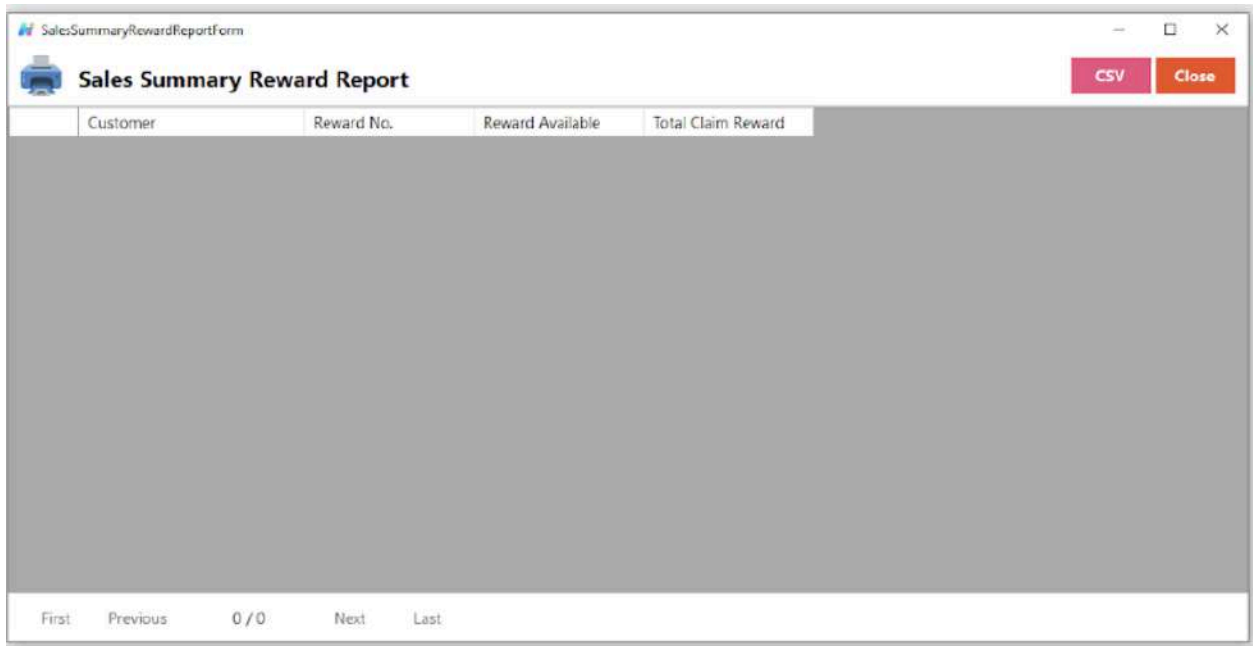 SalesSummaryRewardReportForm
Sales Summary Reward Report CSV Close
Customer Reward No. Reward Available Total Claim Reward
First Previous 0 / 0 Next Last